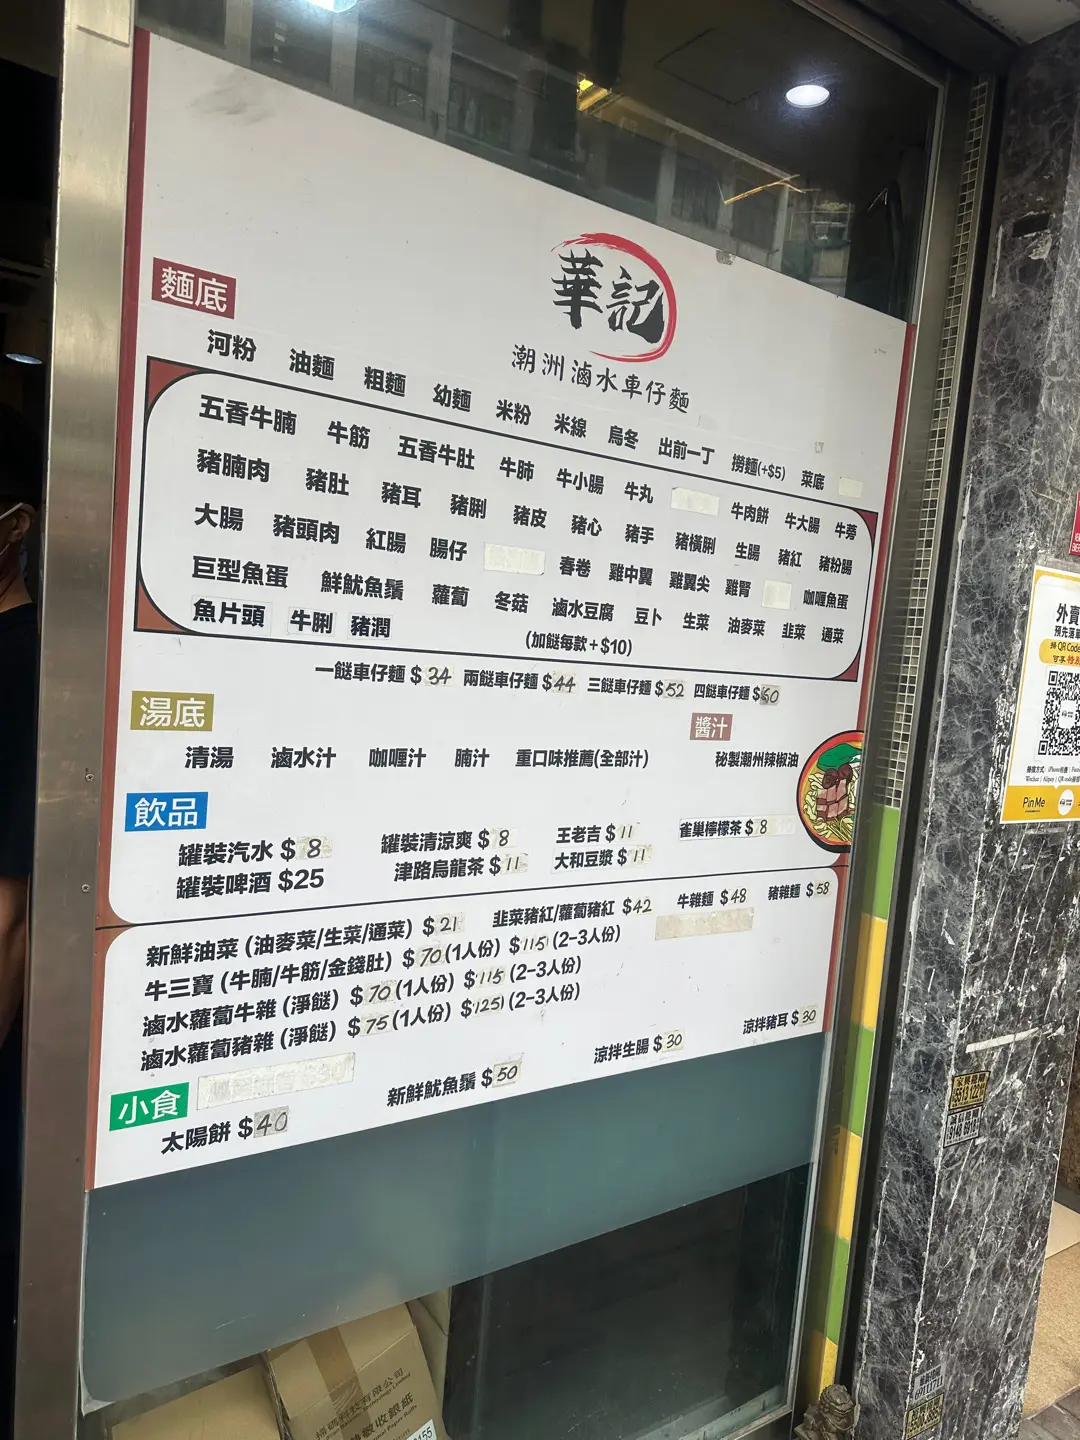 華記
潮洲滷水車仔麵
麵底
河粉 油麵 粗麵 幼麵 米粉 米線 烏冬 出前一丁 撈麵(+$5) 菜底
五香牛腩 牛筋 五香牛肚 牛肺 牛小腸 牛丸 牛肉餅 牛大腸 牛蒡
豬腩肉 豬肚 豬耳 豬脷 豬皮 豬心 豬手 豬橫脷 生腸 豬紅 豬粉腸
大腸 豬頭肉 紅腸 腸仔 春卷 雞中翼 雞翼尖 雞腎 咖喱魚蛋
巨型魚蛋 鮮魷魚鬚 蘿蔔 冬菇 滷水豆腐 豆卜 生菜 油麥菜 韭菜 通菜
魚片頭 牛脷 豬潤 (加餸每款+$10)
一餸車仔麵 $34 兩餸車仔麵 $44 三餸車仔麵 $52 四餸車仔麵 $60
湯底 醬汁
清湯 滷水汁 咖喱汁 腩汁 重口味推薦(全部汁) 秘製潮州辣椒油
飲品
罐裝汽水 $8 罐裝清涼爽 $8 王老吉 $11 雀巢檸檬茶 $8
罐裝啤酒 $25 津路烏龍茶 $11 大和豆漿 $11
新鮮油菜 (油麥菜/生菜/通菜) $21 韭菜豬紅/蘿蔔豬紅 $42 牛雜麵 $48 豬雜麵 $58
牛三寶 (牛腩/牛筋/金錢肚) $70 (1人份) $115 (2-3人份)
滷水蘿蔔牛雜 (淨餸) $70 (1人份) $115 (2-3人份)
滷水蘿蔔豬雜 (淨餸) $75 (1人份) $125 (2-3人份)
小食
太陽餅 $40 新鮮魷魚鬚 $50 涼拌生腸 $30 涼拌豬耳 $30
外賣
預先落單
掃 QR Code
PinMe